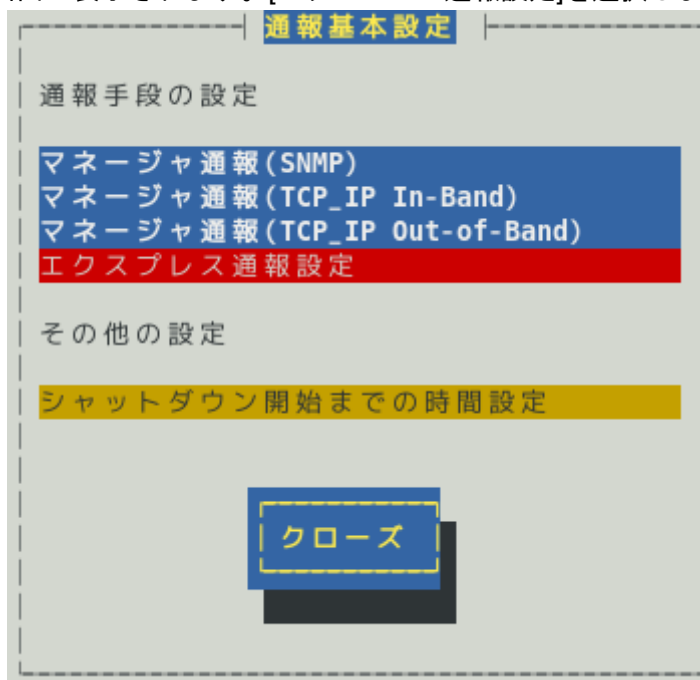 通報基本設定
通報手段の設定
マネージャ通報(SNMP)
マネージャ通報(TCP_IP In-Band)
マネージャ通報(TCP_IP Out-of-Band)
エクスプレス通報設定
その他の設定
シャットダウン開始までの時間設定
クローズ